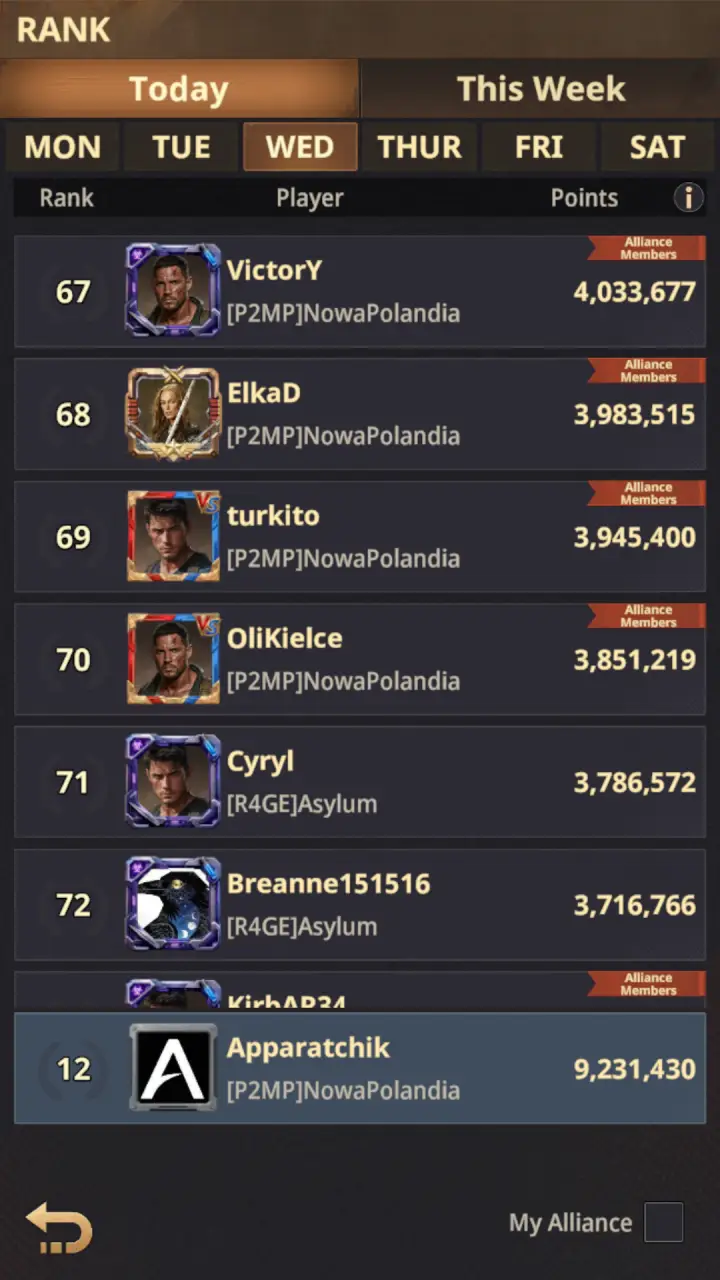 RANK
Today This Week
MON TUE WED THUR FRI SAT
Rank Player Points i
Alliance
Members
67 VictorY 4,033,677
[P2MP]NowaPolandia
Alliance
Members
68 ElkaD 3,983,515
[P2MP]NowaPolandia
Alliance
Members
69 turkito 3,945,400
[P2MP]NowaPolandia
Alliance
Members
70 OliKielce 3,851,219
[P2MP]NowaPolandia
71 Cyryl 3,786,572
[R4GE]Asylum
72 Breanne151516 3,716,766
[R4GE]Asylum
Alliance
Members
12 Apparatchik 9,231,430
[P2MP]NowaPolandia
My Alliance